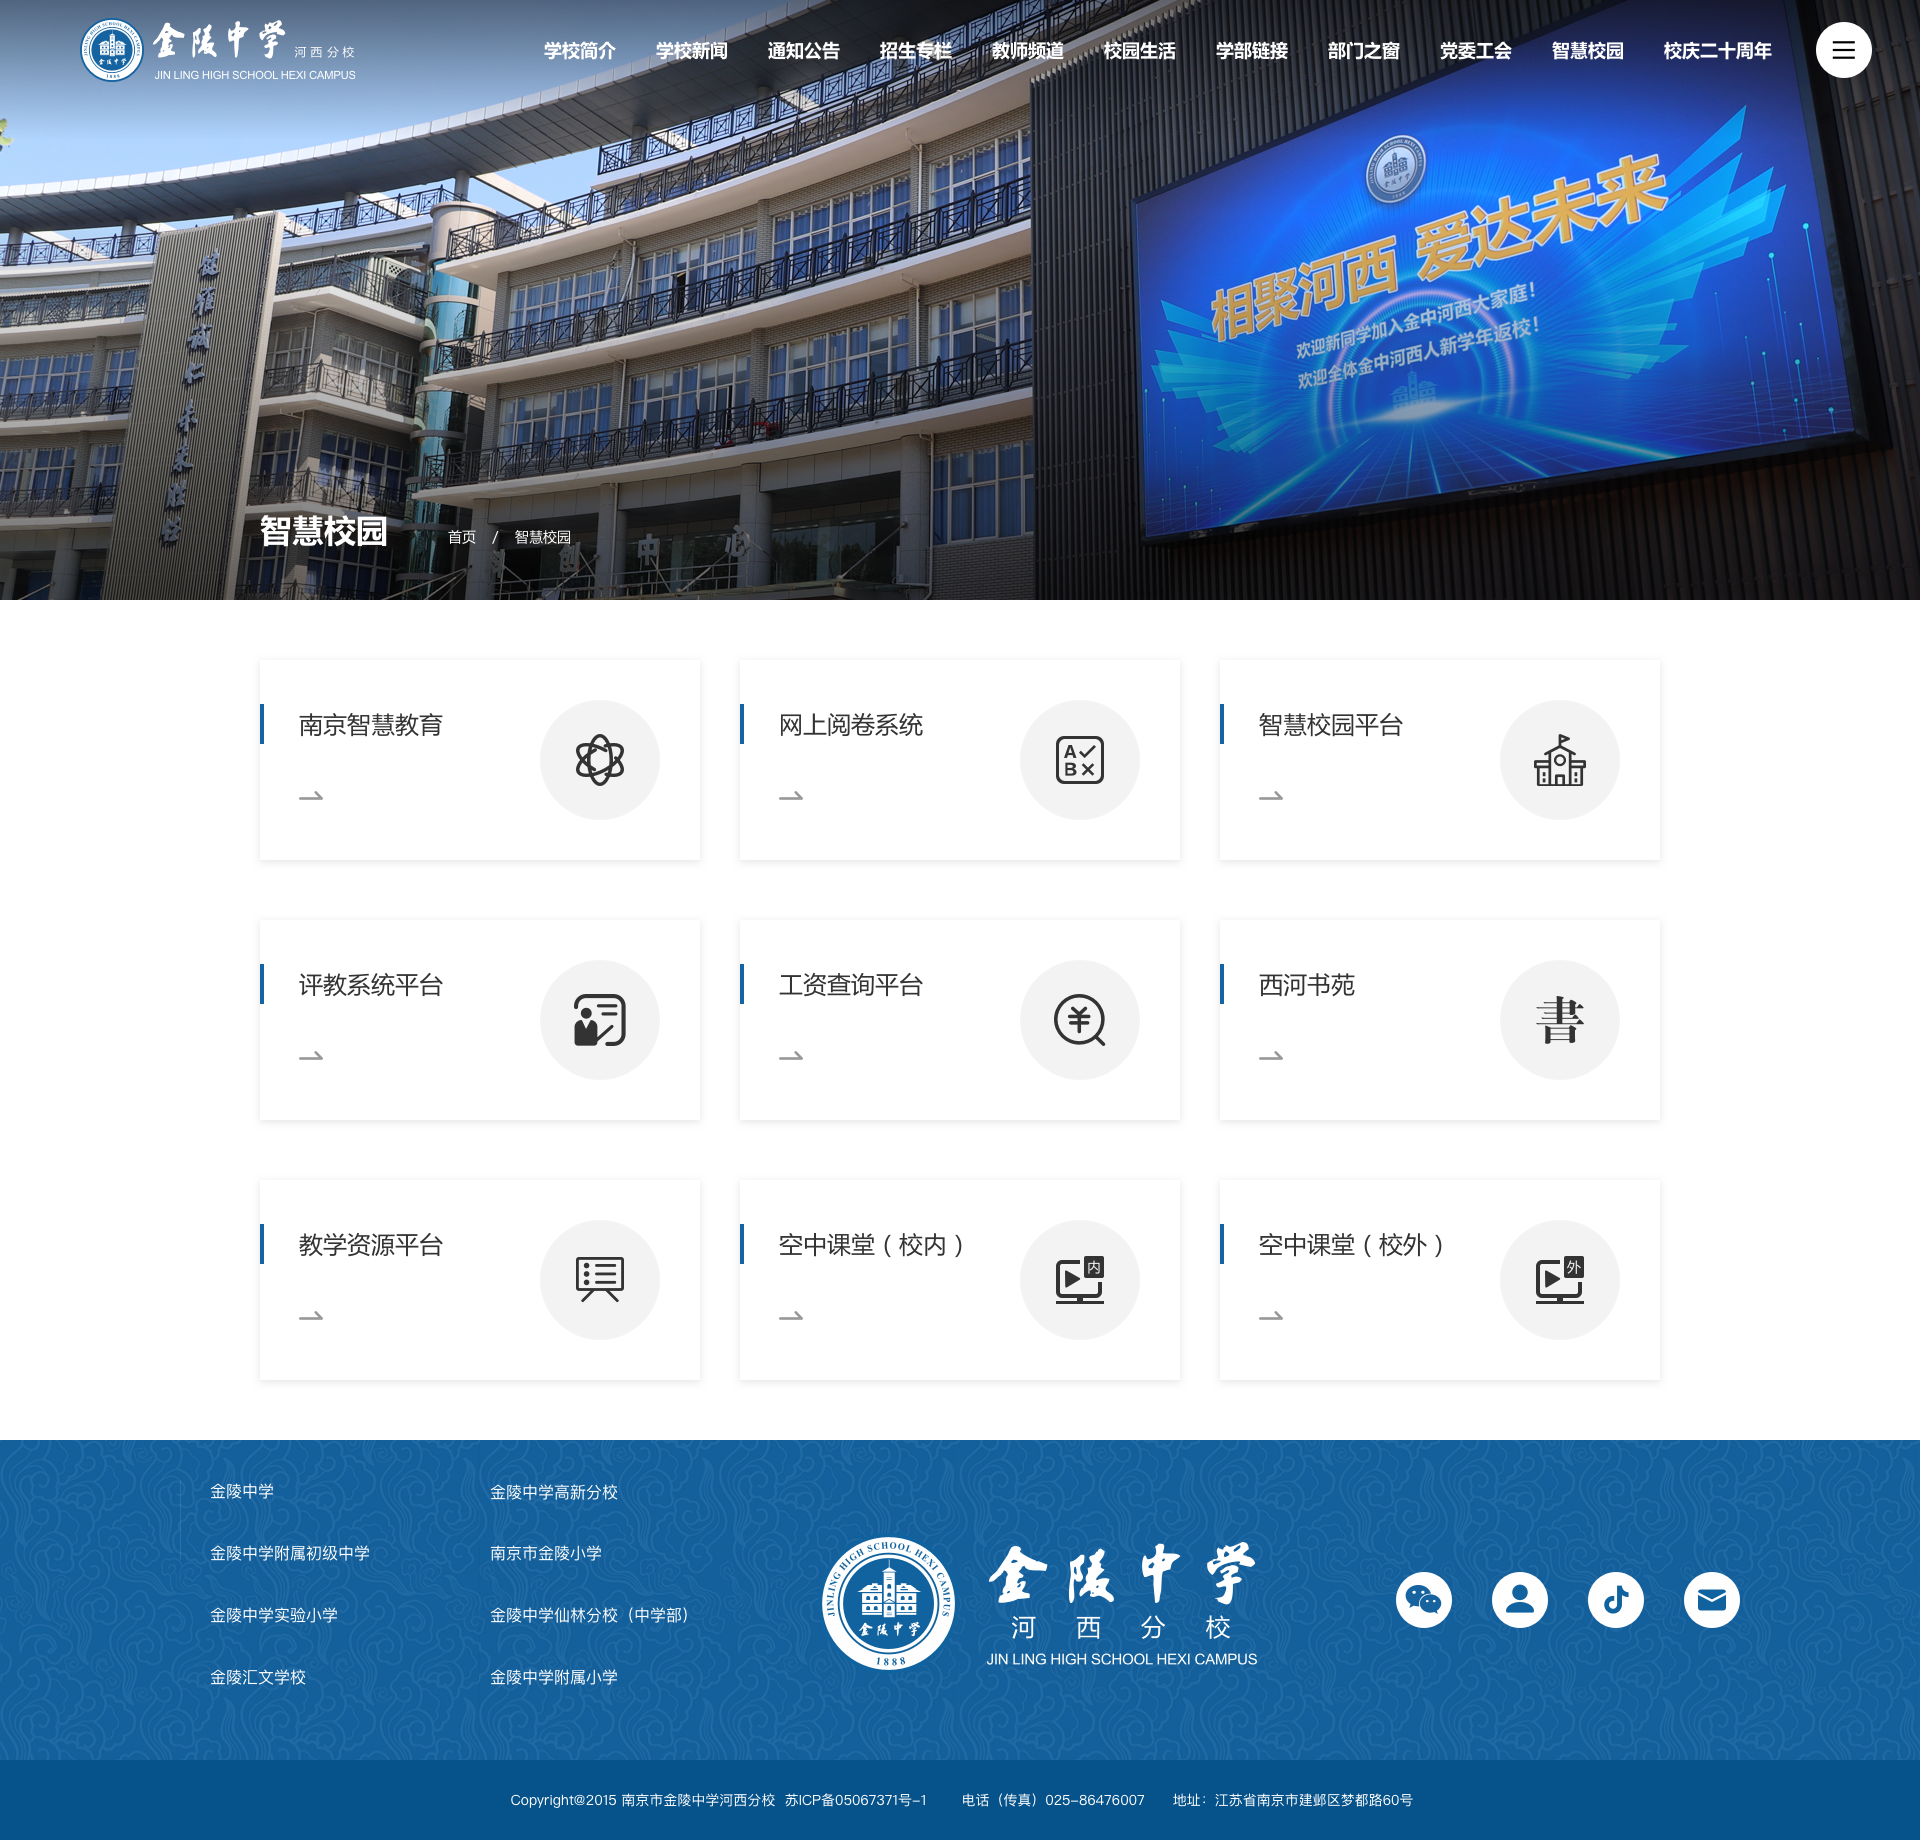 金陵中学 河西分校
JIN LING HIGH SCHOOL HEXI CAMPUS
学校简介 学校新闻 通知公告 招生专栏 教师频道 校园生活 学部链接 部门之窗 党委工会 智慧校园 校庆二十周年
相聚河西 爱达未来
欢迎新同学加入金中河西大家庭！
欢迎全体金中河西人新学年返校！
智慧校园
首页 / 智慧校园
南京智慧教育
网上阅卷系统
A
B
智慧校园平台
评教系统平台
工资查询平台
西河书苑
書
教学资源平台
空中课堂（校内）
内
空中课堂（校外）
外
金陵中学
金陵中学高新分校
金陵中学附属初级中学
南京市金陵小学
金陵中学实验小学
金陵中学仙林分校（中学部）
金陵汇文学校
金陵中学附属小学
JINLING HIGH SCHOOL HEXI CAMPUS
金陵中学
1888
金陵中学
河西分校
JIN LING HIGH SCHOOL HEXI CAMPUS
Copyright@2015 南京市金陵中学河西分校 苏ICP备05067371号-1 电话（传真）025-86476007 地址：江苏省南京市建邺区梦都路60号